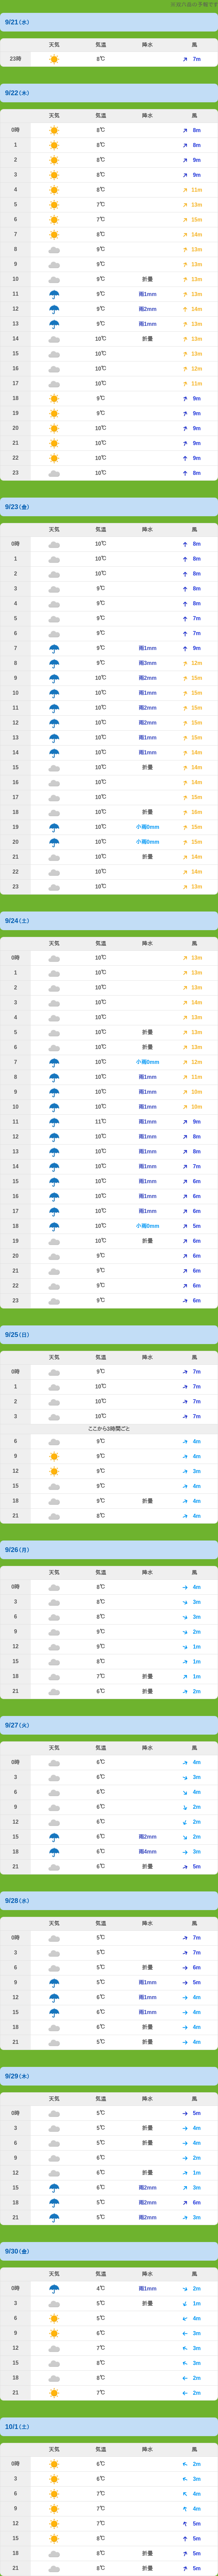 9/21(水)
天気 気温 降水 風
23時 8℃ 7m
9/22(木)
天気 気温 降水 風
0時 8℃ 8m
1 8℃ 8m
2 8℃ 9m
3 8℃ 9m
4 8℃ 11m
5 7℃ 13m
6 7℃ 15m
7 8℃ 14m
8 9℃ 13m
9 9℃ 13m
10 9℃ 折曇 13m
11 9℃ 雨1mm 13m
12 9℃ 雨2mm 14m
13 9℃ 雨1mm 13m
14 10℃ 折曇 13m
15 10℃ 13m
16 10℃ 12m
17 10℃ 11m
18 9℃ 9m
19 9℃ 9m
20 10℃ 9m
21 10℃ 9m
22 10℃ 9m
23 10℃ 8m
9/23(金)
天気 気温 降水 風
0時 10℃ 8m
1 10℃ 8m
2 10℃ 8m
3 9℃ 8m
4 9℃ 8m
5 9℃ 7m
6 9℃ 7m
7 9℃ 雨1mm 9m
8 9℃ 雨3mm 12m
9 10℃ 雨2mm 15m
10 10℃ 雨1mm 15m
11 10℃ 雨2mm 15m
12 10℃ 雨2mm 15m
13 10℃ 雨1mm 15m
14 10℃ 雨1mm 14m
15 10℃ 折曇 14m
16 10℃ 14m
17 10℃ 15m
18 10℃ 折曇 16m
19 10℃ 小雨0mm 15m
20 10℃ 小雨0mm 15m
21 10℃ 折曇 14m
22 10℃ 14m
23 10℃ 13m
9/24(土)
天気 気温 降水 風
0時 10℃ 13m
1 10℃ 13m
2 10℃ 13m
3 10℃ 14m
4 10℃ 13m
5 10℃ 折曇 13m
6 10℃ 折曇 13m
7 10℃ 小雨0mm 12m
8 10℃ 雨1mm 11m
9 10℃ 雨1mm 10m
10 10℃ 雨1mm 10m
11 11℃ 雨1mm 9m
12 10℃ 雨1mm 8m
13 10℃ 雨1mm 8m
14 10℃ 雨1mm 7m
15 10℃ 雨1mm 6m
16 10℃ 雨1mm 6m
17 10℃ 雨1mm 6m
18 10℃ 小雨0mm 5m
19 10℃ 折曇 6m
20 9℃ 6m
21 9℃ 6m
22 9℃ 6m
23 9℃ 6m
9/25(日)
天気 気温 降水 風
0時 9℃ 7m
1 10℃ 7m
2 10℃ 7m
3 10℃ 7m
ここから3時間ごと
6 9℃ 4m
9 9℃ 4m
12 9℃ 3m
15 9℃ 4m
18 9℃ 折曇 4m
21 8℃ 4m
9/26(月)
天気 気温 降水 風
0時 8℃ 4m
3 8℃ 3m
6 8℃ 3m
9 9℃ 2m
12 9℃ 1m
15 8℃ 1m
18 7℃ 折曇 1m
21 6℃ 折曇 2m
9/27(火)
天気 気温 降水 風
0時 6℃ 4m
3 6℃ 3m
6 6℃ 4m
9 6℃ 2m
12 6℃ 2m
15 6℃ 雨2mm 2m
18 6℃ 雨4mm 3m
21 6℃ 折曇 5m
9/28(水)
天気 気温 降水 風
0時 5℃ 7m
3 5℃ 7m
6 5℃ 折曇 6m
9 5℃ 雨1mm 5m
12 6℃ 雨1mm 4m
15 6℃ 雨1mm 4m
18 6℃ 折曇 4m
21 5℃ 折曇 4m
9/29(木)
天気 気温 降水 風
0時 5℃ 5m
3 5℃ 折曇 4m
6 5℃ 折曇 4m
9 6℃ 2m
12 6℃ 折曇 1m
15 6℃ 雨2mm 3m
18 5℃ 雨2mm 6m
21 5℃ 雨2mm 3m
9/30(金)
天気 気温 降水 風
0時 4℃ 雨1mm 2m
3 5℃ 折曇 1m
6 5℃ 4m
9 6℃ 3m
12 7℃ 3m
15 8℃ 3m
18 8℃ 2m
21 7℃ 2m
10/1(土)
天気 気温 降水 風
0時 6℃ 2m
3 6℃ 3m
6 7℃ 4m
9 7℃ 4m
12 7℃ 5m
15 8℃ 5m
18 8℃ 折曇 5m
21 8℃ 折曇 5m